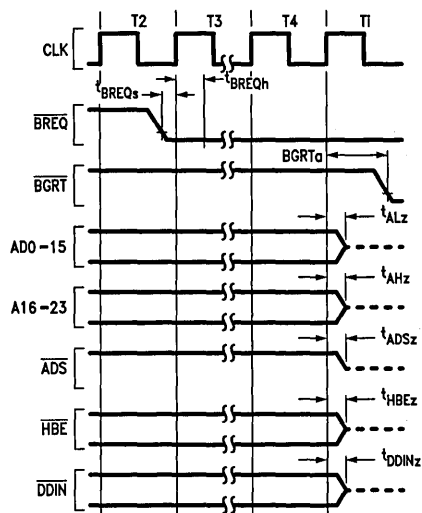 T2 T3 T4 Ti
CLK
tBREQs tBREQh
BREQ
BGRTa
BGRT
tALz
AD0-15
tAHz
A16-23
tADSz
ADS
tHBEz
HBE
tDDINz
DDIN